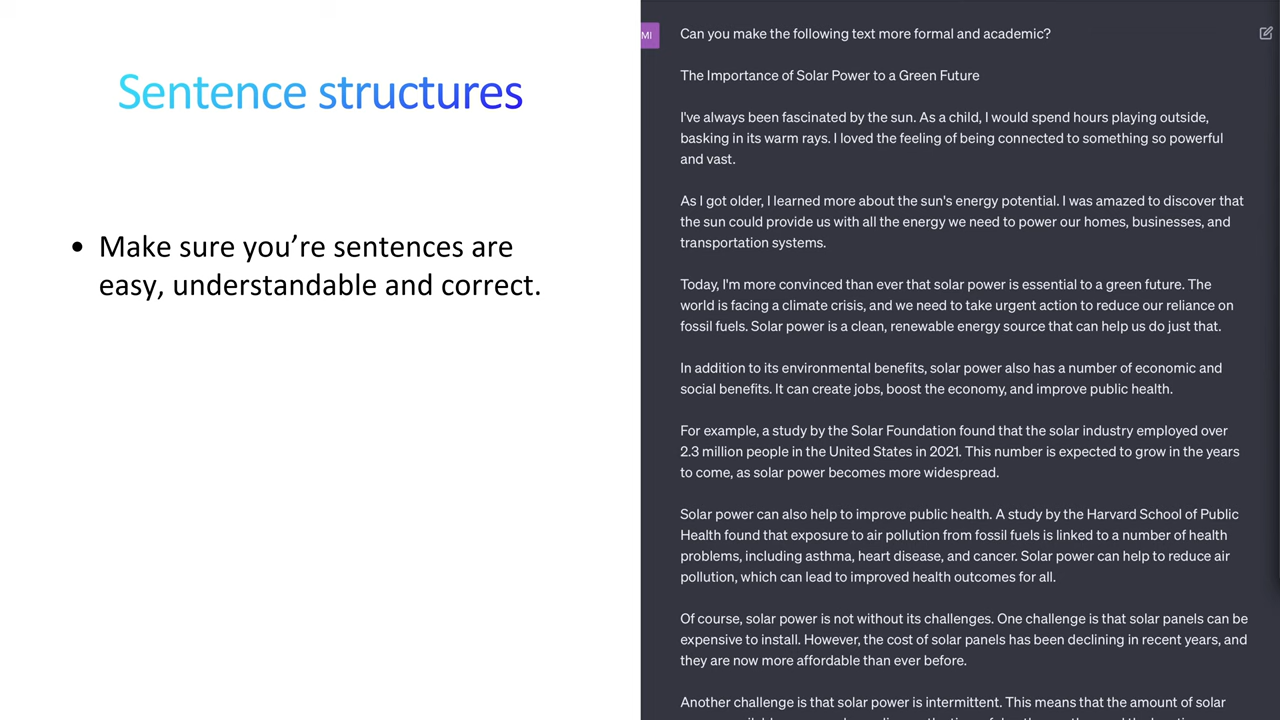 Sentence structures
• Make sure you’re sentences are
easy, understandable and correct.
MI
Can you make the following text more formal and academic?
The Importance of Solar Power to a Green Future
I've always been fascinated by the sun. As a child, I would spend hours playing outside,
basking in its warm rays. I loved the feeling of being connected to something so powerful
and vast.
As I got older, I learned more about the sun's energy potential. I was amazed to discover that
the sun could provide us with all the energy we need to power our homes, businesses, and
transportation systems.
Today, I'm more convinced than ever that solar power is essential to a green future. The
world is facing a climate crisis, and we need to take urgent action to reduce our reliance on
fossil fuels. Solar power is a clean, renewable energy source that can help us do just that.
In addition to its environmental benefits, solar power also has a number of economic and
social benefits. It can create jobs, boost the economy, and improve public health.
For example, a study by the Solar Foundation found that the solar industry employed over
2.3 million people in the United States in 2021. This number is expected to grow in the years
to come, as solar power becomes more widespread.
Solar power can also help to improve public health. A study by the Harvard School of Public
Health found that exposure to air pollution from fossil fuels is linked to a number of health
problems, including asthma, heart disease, and cancer. Solar power can help to reduce air
pollution, which can lead to improved health outcomes for all.
Of course, solar power is not without its challenges. One challenge is that solar panels can be
expensive to install. However, the cost of solar panels has been declining in recent years, and
they are now more affordable than ever before.
Another challenge is that solar power is intermittent. This means that the amount of solar